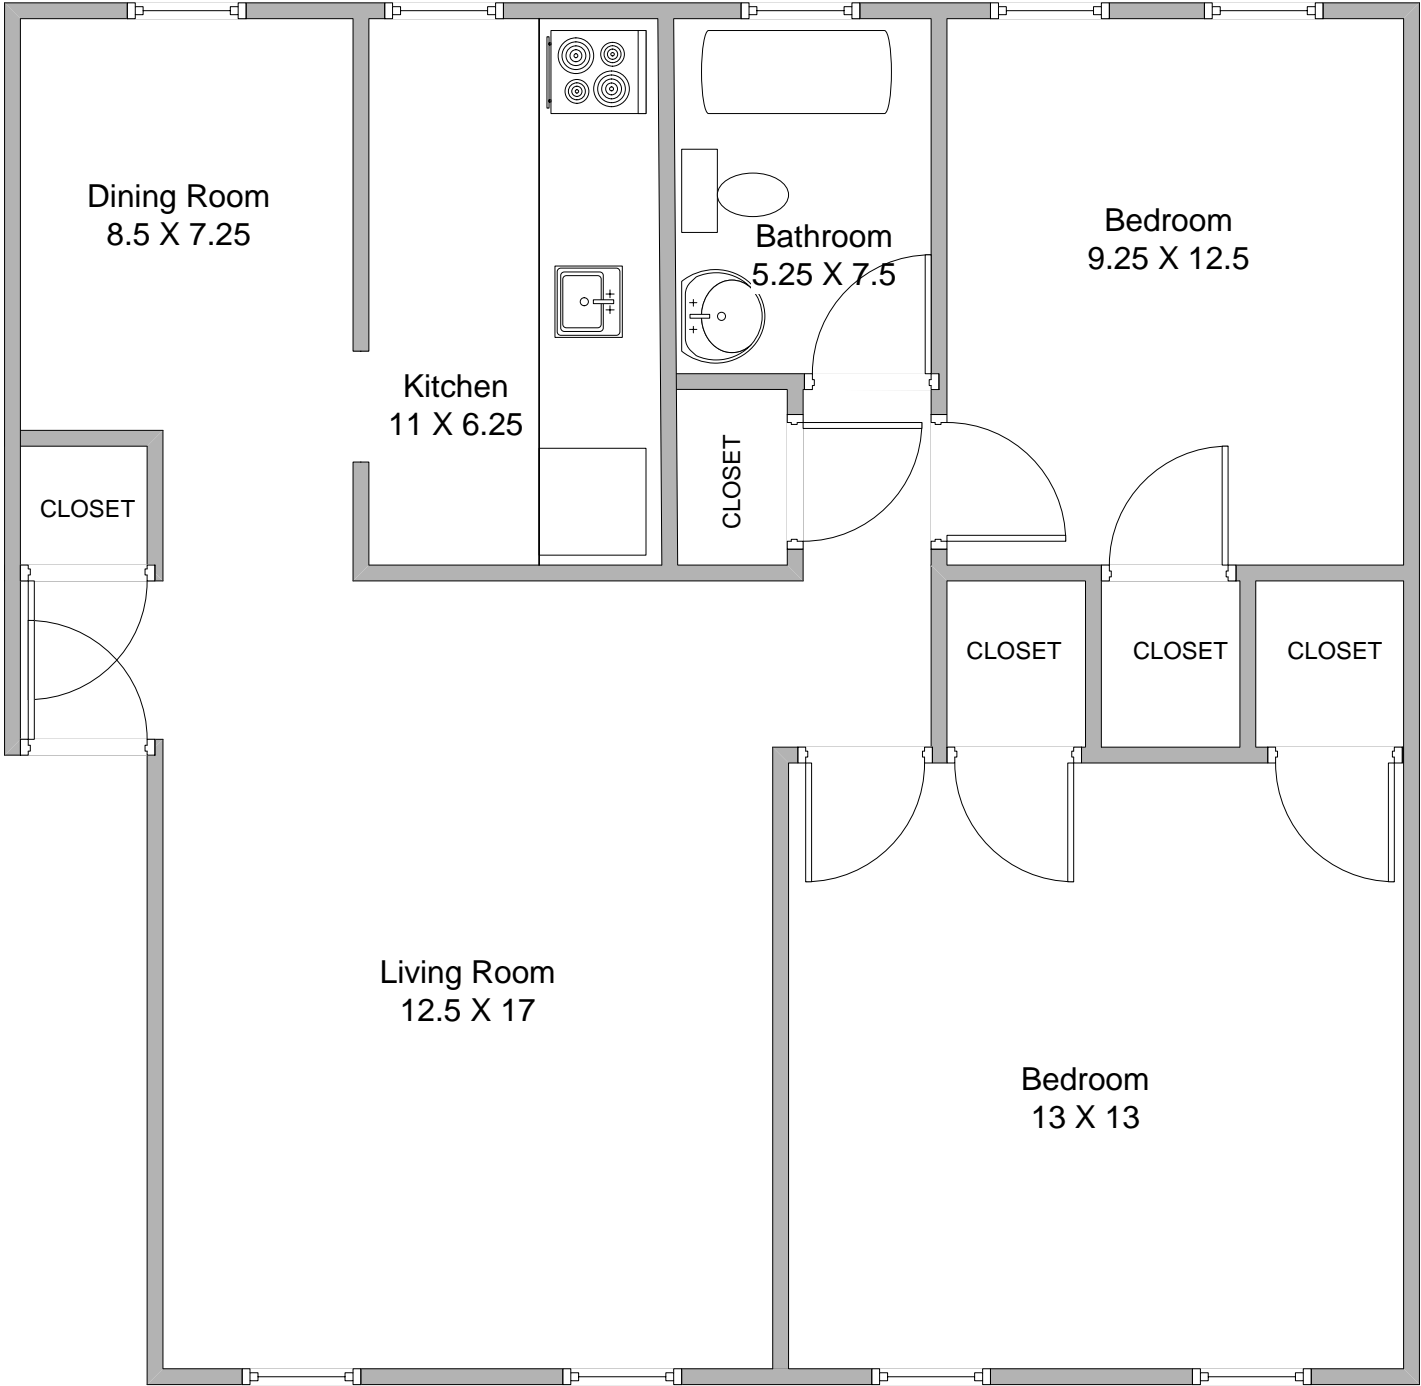 Dining Room
8.5 X 7.25
Kitchen
11 X 6.25
Bathroom
5.25 X 7.5
Bedroom
9.25 X 12.5
CLOSET
CLOSET
CLOSET
CLOSET
CLOSET
Living Room
12.5 X 17
Bedroom
13 X 13